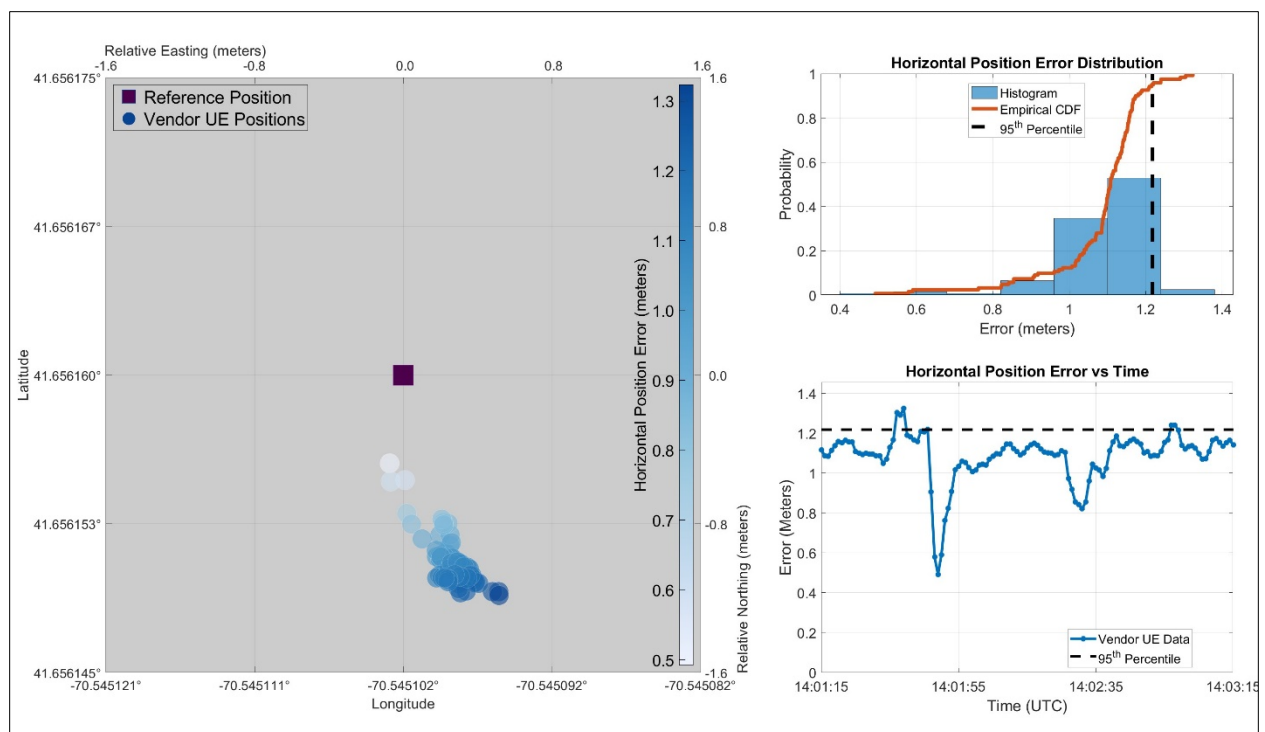 Relative Easting (meters)
-1.6 -0.8 0.0 0.8 1.6
41.656175° 1.6
Reference Position
Vendor UE Positions
41.656167° 0.8
41.656160° 0.0
41.656153° -0.8
41.656145° -1.6
Latitude
-70.545121° -70.545111° -70.545102° -70.545092° -70.545082°
Longitude
Relative Northing (meters)
Horizontal Position Error (meters)
1.3
1.2
1.1
1.0
0.9
0.8
0.7
0.6
0.5
Horizontal Position Error Distribution
Histogram
Empirical CDF
95th Percentile
Probability
1
0.8
0.6
0.4
0.2
0
0.4 0.6 0.8 1 1.2 1.4
Error (meters)
Horizontal Position Error vs Time
Error (Meters)
1.4
1.2
1
0.8
0.6
0.4
0.2
0
Vendor UE Data
95th Percentile
14:01:15 14:01:55 14:02:35 14:03:15
Time (UTC)